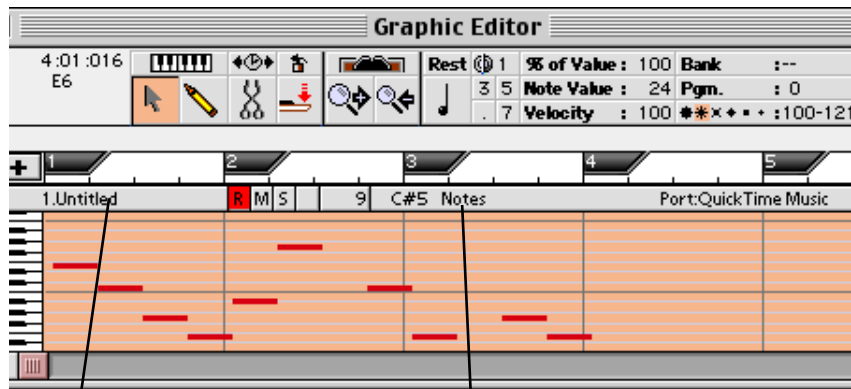 Graphic Editor
4:01:016 Rest 1 % of Value : 100 Bank :--
E6 3 5 Note Value : 24 Pgm. : 0
. 7 Velocity : 100 :100-121
1 2 3 4 5
1.Untitled R M S 9 C#5 Notes Port:QuickTime Music